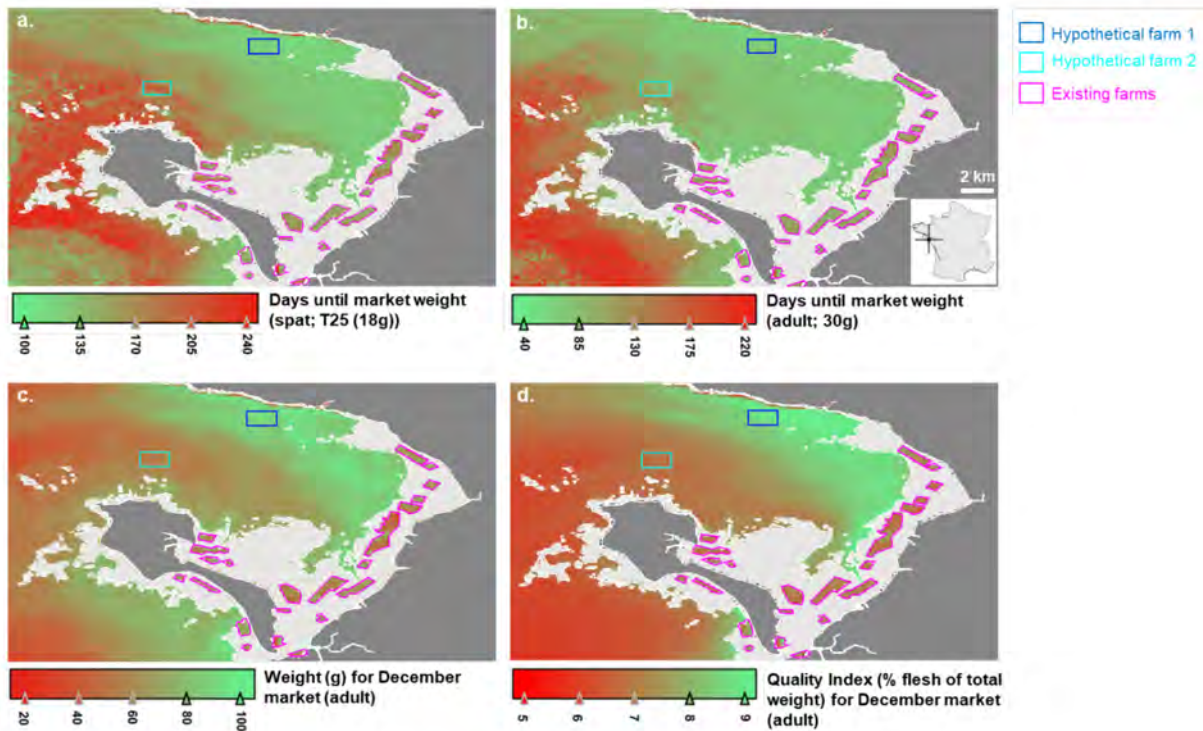 a.
b.
Hypothetical farm 1
Hypothetical farm 2
Existing farms
2 km
Days until market weight
(spat; T25 (18g))
100
135
170
205
240
Days until market weight
(adult; 30g)
40
85
130
175
220
c.
d.
Weight (g) for December
market (adult)
20
40
60
80
100
Quality Index (% flesh of total
weight) for December market
(adult)
5
6
7
8
9